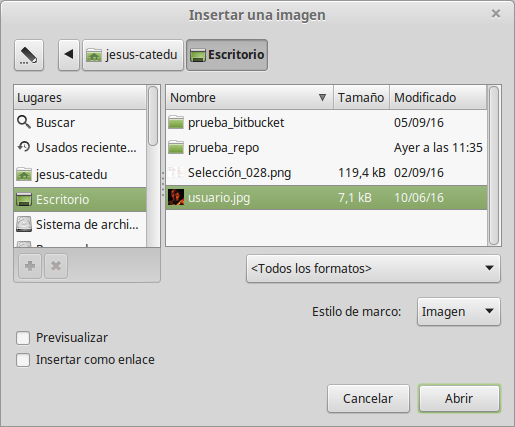 Insertar una imagen
jesus-catedu Escritorio
Lugares
Buscar
Usados reciente...
jesus-catedu
Escritorio
Sistema de archi...
Nombre Tamaño Modificado
prueba_bitbucket 05/09/16
prueba_repo Ayer a las 11:35
Selección_028.png 119,4 kB 02/09/16
usuario.jpg 7,1 kB 10/06/16
<Todos los formatos>
Estilo de marco: Imagen
Previsualizar
Insertar como enlace
Cancelar Abrir